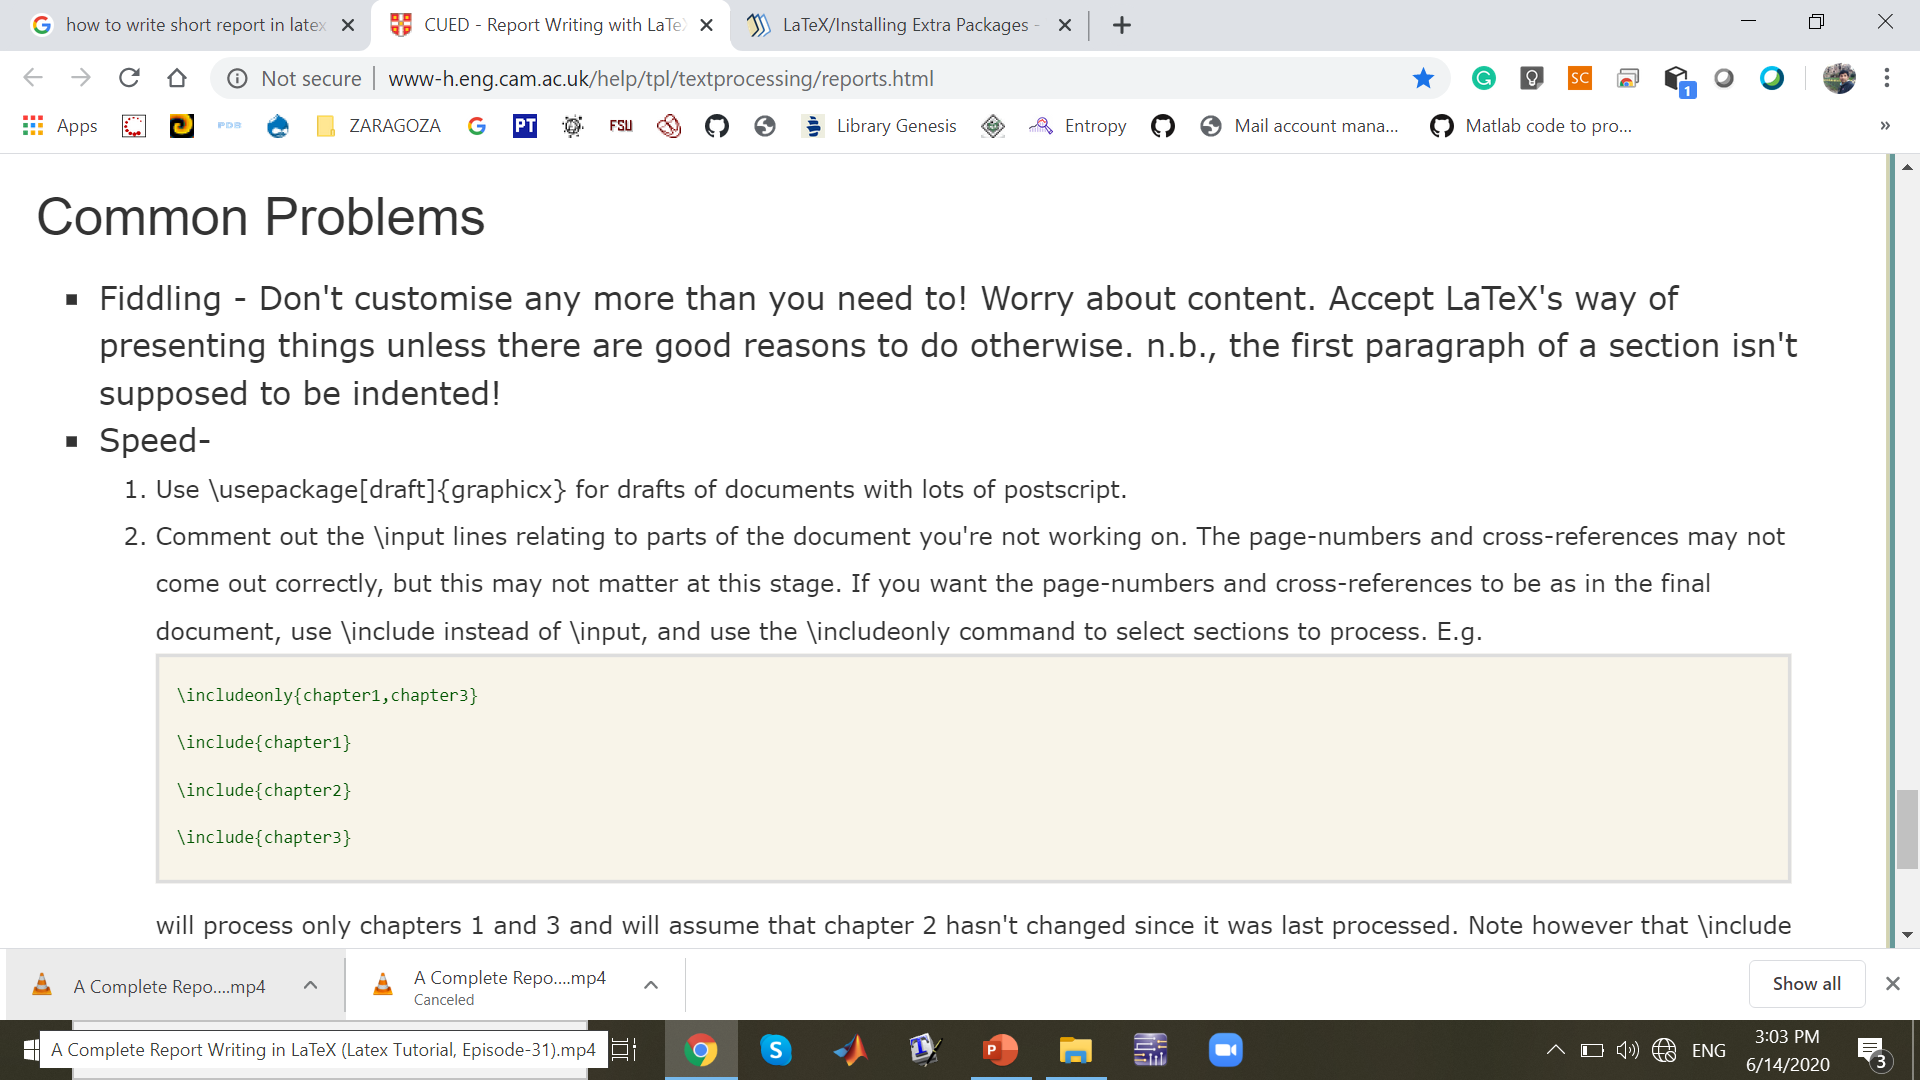 how to write short report in latex
CUED - Report Writing with LaTeX
LaTeX/Installing Extra Packages -
Not secure
www-h.eng.cam.ac.uk/help/tpl/textprocessing/reports.html
SC
1
Apps
PDB
ZARAGOZA
PT
FSU
Library Genesis
Entropy
Mail account mana...
Matlab code to pro...
»
Common Problems
Fiddling - Don't customise any more than you need to! Worry about content. Accept LaTeX's way of
presenting things unless there are good reasons to do otherwise. n.b., the first paragraph of a section isn't
supposed to be indented!
Speed-
1. Use \usepackage[draft]{graphicx} for drafts of documents with lots of postscript.
2. Comment out the \input lines relating to parts of the document you're not working on. The page-numbers and cross-references may not
come out correctly, but this may not matter at this stage. If you want the page-numbers and cross-references to be as in the final
document, use \include instead of \input, and use the \includeonly command to select sections to process. E.g.
\includeonly{chapter1,chapter3}
\include{chapter1}
\include{chapter2}
\include{chapter3}
will process only chapters 1 and 3 and will assume that chapter 2 hasn't changed since it was last processed. Note however that \include
A Complete Repo....mp4
A Complete Repo....mp4
Canceled
Show all
A Complete Report Writing in LaTeX (Latex Tutorial, Episode-31).mp4
ENG
3:03 PM
6/14/2020
3